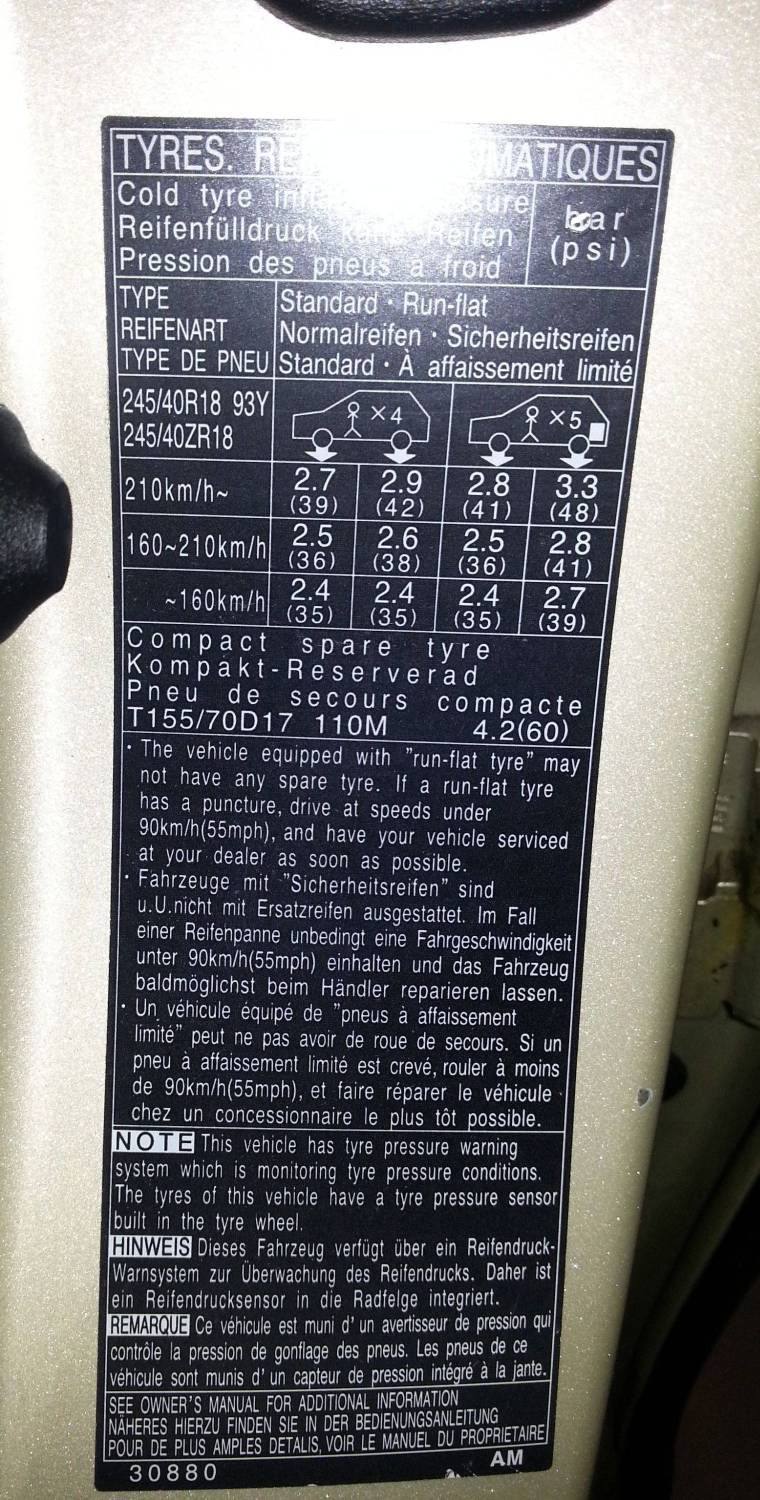 TYRES. RE MATIQUES
Cold tyre sure
bar
Reifenfülldruck Reifen
(psi)
Pression des pneus à froid
TYPE Standard · Run-flat
REIFENART Normalreifen · Sicherheitsreifen
TYPE DE PNEU Standard · À affaissement limité
245/40R18 93Y ×4 ×5
245/40ZR18
210km/h~ 2.7 2.9 2.8 3.3
(39) (42) (41) (48)
160~210km/h 2.5 2.6 2.5 2.8
(36) (38) (36) (41)
~160km/h 2.4 2.4 2.4 2.7
(35) (35) (35) (39)
Compact spare tyre
Kompakt-Reserverad
Pneu de secours compacte
T155/70D17 110M 4.2(60)
· The vehicle equipped with "run-flat tyre" may
not have any spare tyre. If a run-flat tyre
has a puncture, drive at speeds under
90km/h(55mph), and have your vehicle serviced
at your dealer as soon as possible.
· Fahrzeuge mit "Sicherheitsreifen" sind
u.U.nicht mit Ersatzreifen ausgestattet. Im Fall
einer Reifenpanne unbedingt eine Fahrgeschwindigkeit
unter 90km/h(55mph) einhalten und das Fahrzeug
baldmöglichst beim Händler reparieren lassen.
· Un véhicule équipé de "pneus à affaissement
limité" peut ne pas avoir de roue de secours. Si un
pneu à affaissement limité est crevé, rouler à moins
de 90km/h(55mph), et faire réparer le véhicule
chez un concessionnaire le plus tôt possible.
NOTE This vehicle has tyre pressure warning
system which is monitoring tyre pressure conditions.
The tyres of this vehicle have a tyre pressure sensor
built in the tyre wheel.
HINWEIS Dieses Fahrzeug verfügt über ein Reifendruck-
Warnsystem zur Überwachung des Reifendrucks. Daher ist
ein Reifendrucksensor in die Radfelge integriert.
REMARQUE Ce véhicule est muni d' un avertisseur de pression qui
contrôle la pression de gonflage des pneus. Les pneus de ce
véhicule sont munis d' un capteur de pression intégré à la jante.
SEE OWNER'S MANUAL FOR ADDITIONAL INFORMATION
NÄHERES HIERZU FINDEN SIE IN DER BEDIENUNGSANLEITUNG
POUR DE PLUS AMPLES DETALIS, VOIR LE MANUEL DU PROPRIETAIRE
30880 AM